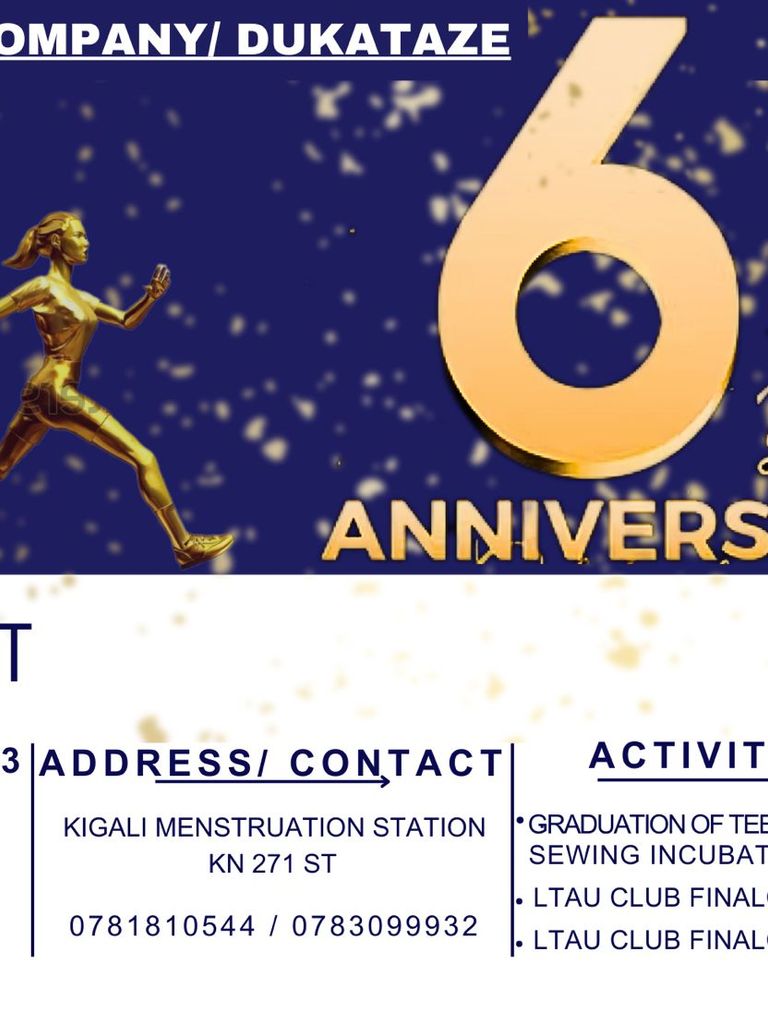 OMPANY/ DUKATAZE
6
ANNIVERS
T
3
ADDRESS/ CONTACT
KIGALI MENSTRUATION STATION
KN 271 ST
0781810544 / 0783099932
ACTIVIT
• GRADUATION OF TEE
SEWING INCUBAT
• LTAU CLUB FINAL
• LTAU CLUB FINAL